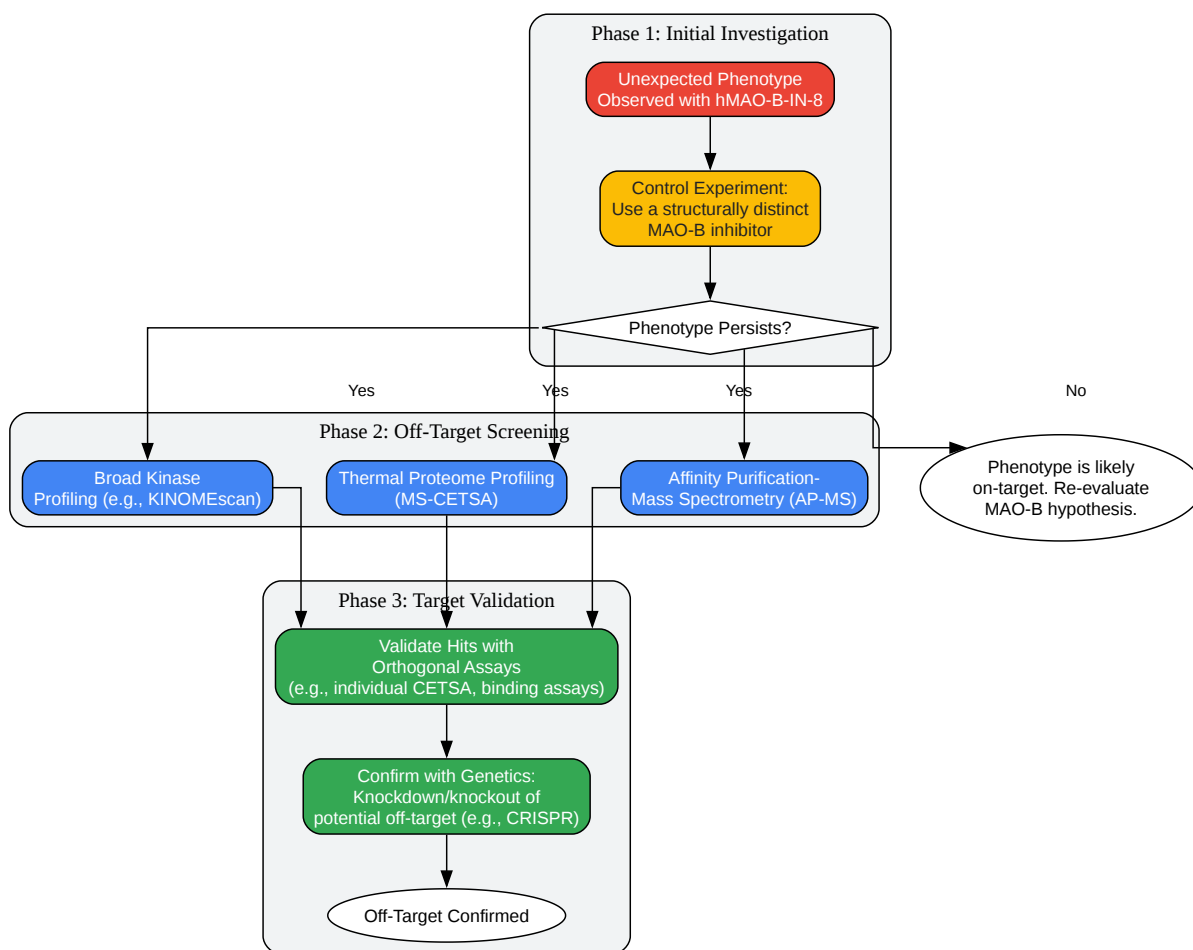 Phase 1: Initial Investigation
Unexpected Phenotype
Observed with hMAO-B-IN-8
Control Experiment:
Use a structurally distinct
MAO-B inhibitor
Phenotype Persists?
Yes
Yes
Yes
No
Phase 2: Off-Target Screening
Broad Kinase
Profiling (e.g., KINOMEscan)
Thermal Proteome Profiling
(MS-CETSA)
Affinity Purification-
Mass Spectrometry (AP-MS)
Phenotype is likely
on-target. Re-evaluate
MAO-B hypothesis.
Phase 3: Target Validation
Validate Hits with
Orthogonal Assays
(e.g., individual CETSA, binding assays)
Confirm with Genetics:
Knockdown/knockout of
potential off-target (e.g., CRISPR)
Off-Target Confirmed